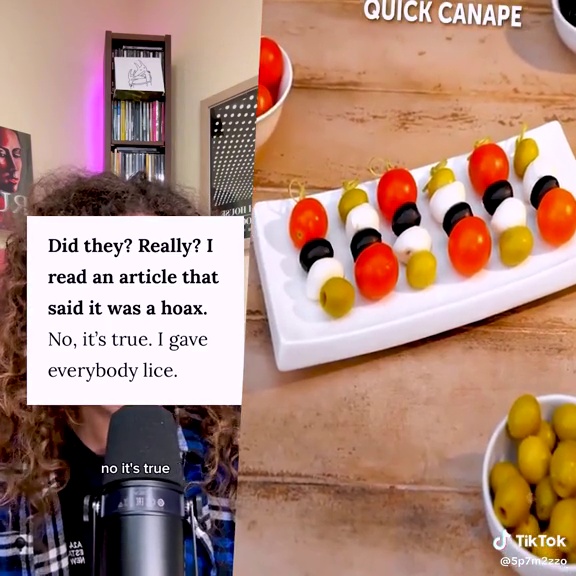 QUICK CANAPE
Did they? Really? I
read an article that
said it was a hoax.
No, it’s true. I gave
everybody lice.
no it's true
TikTok
@5p7m2zzo